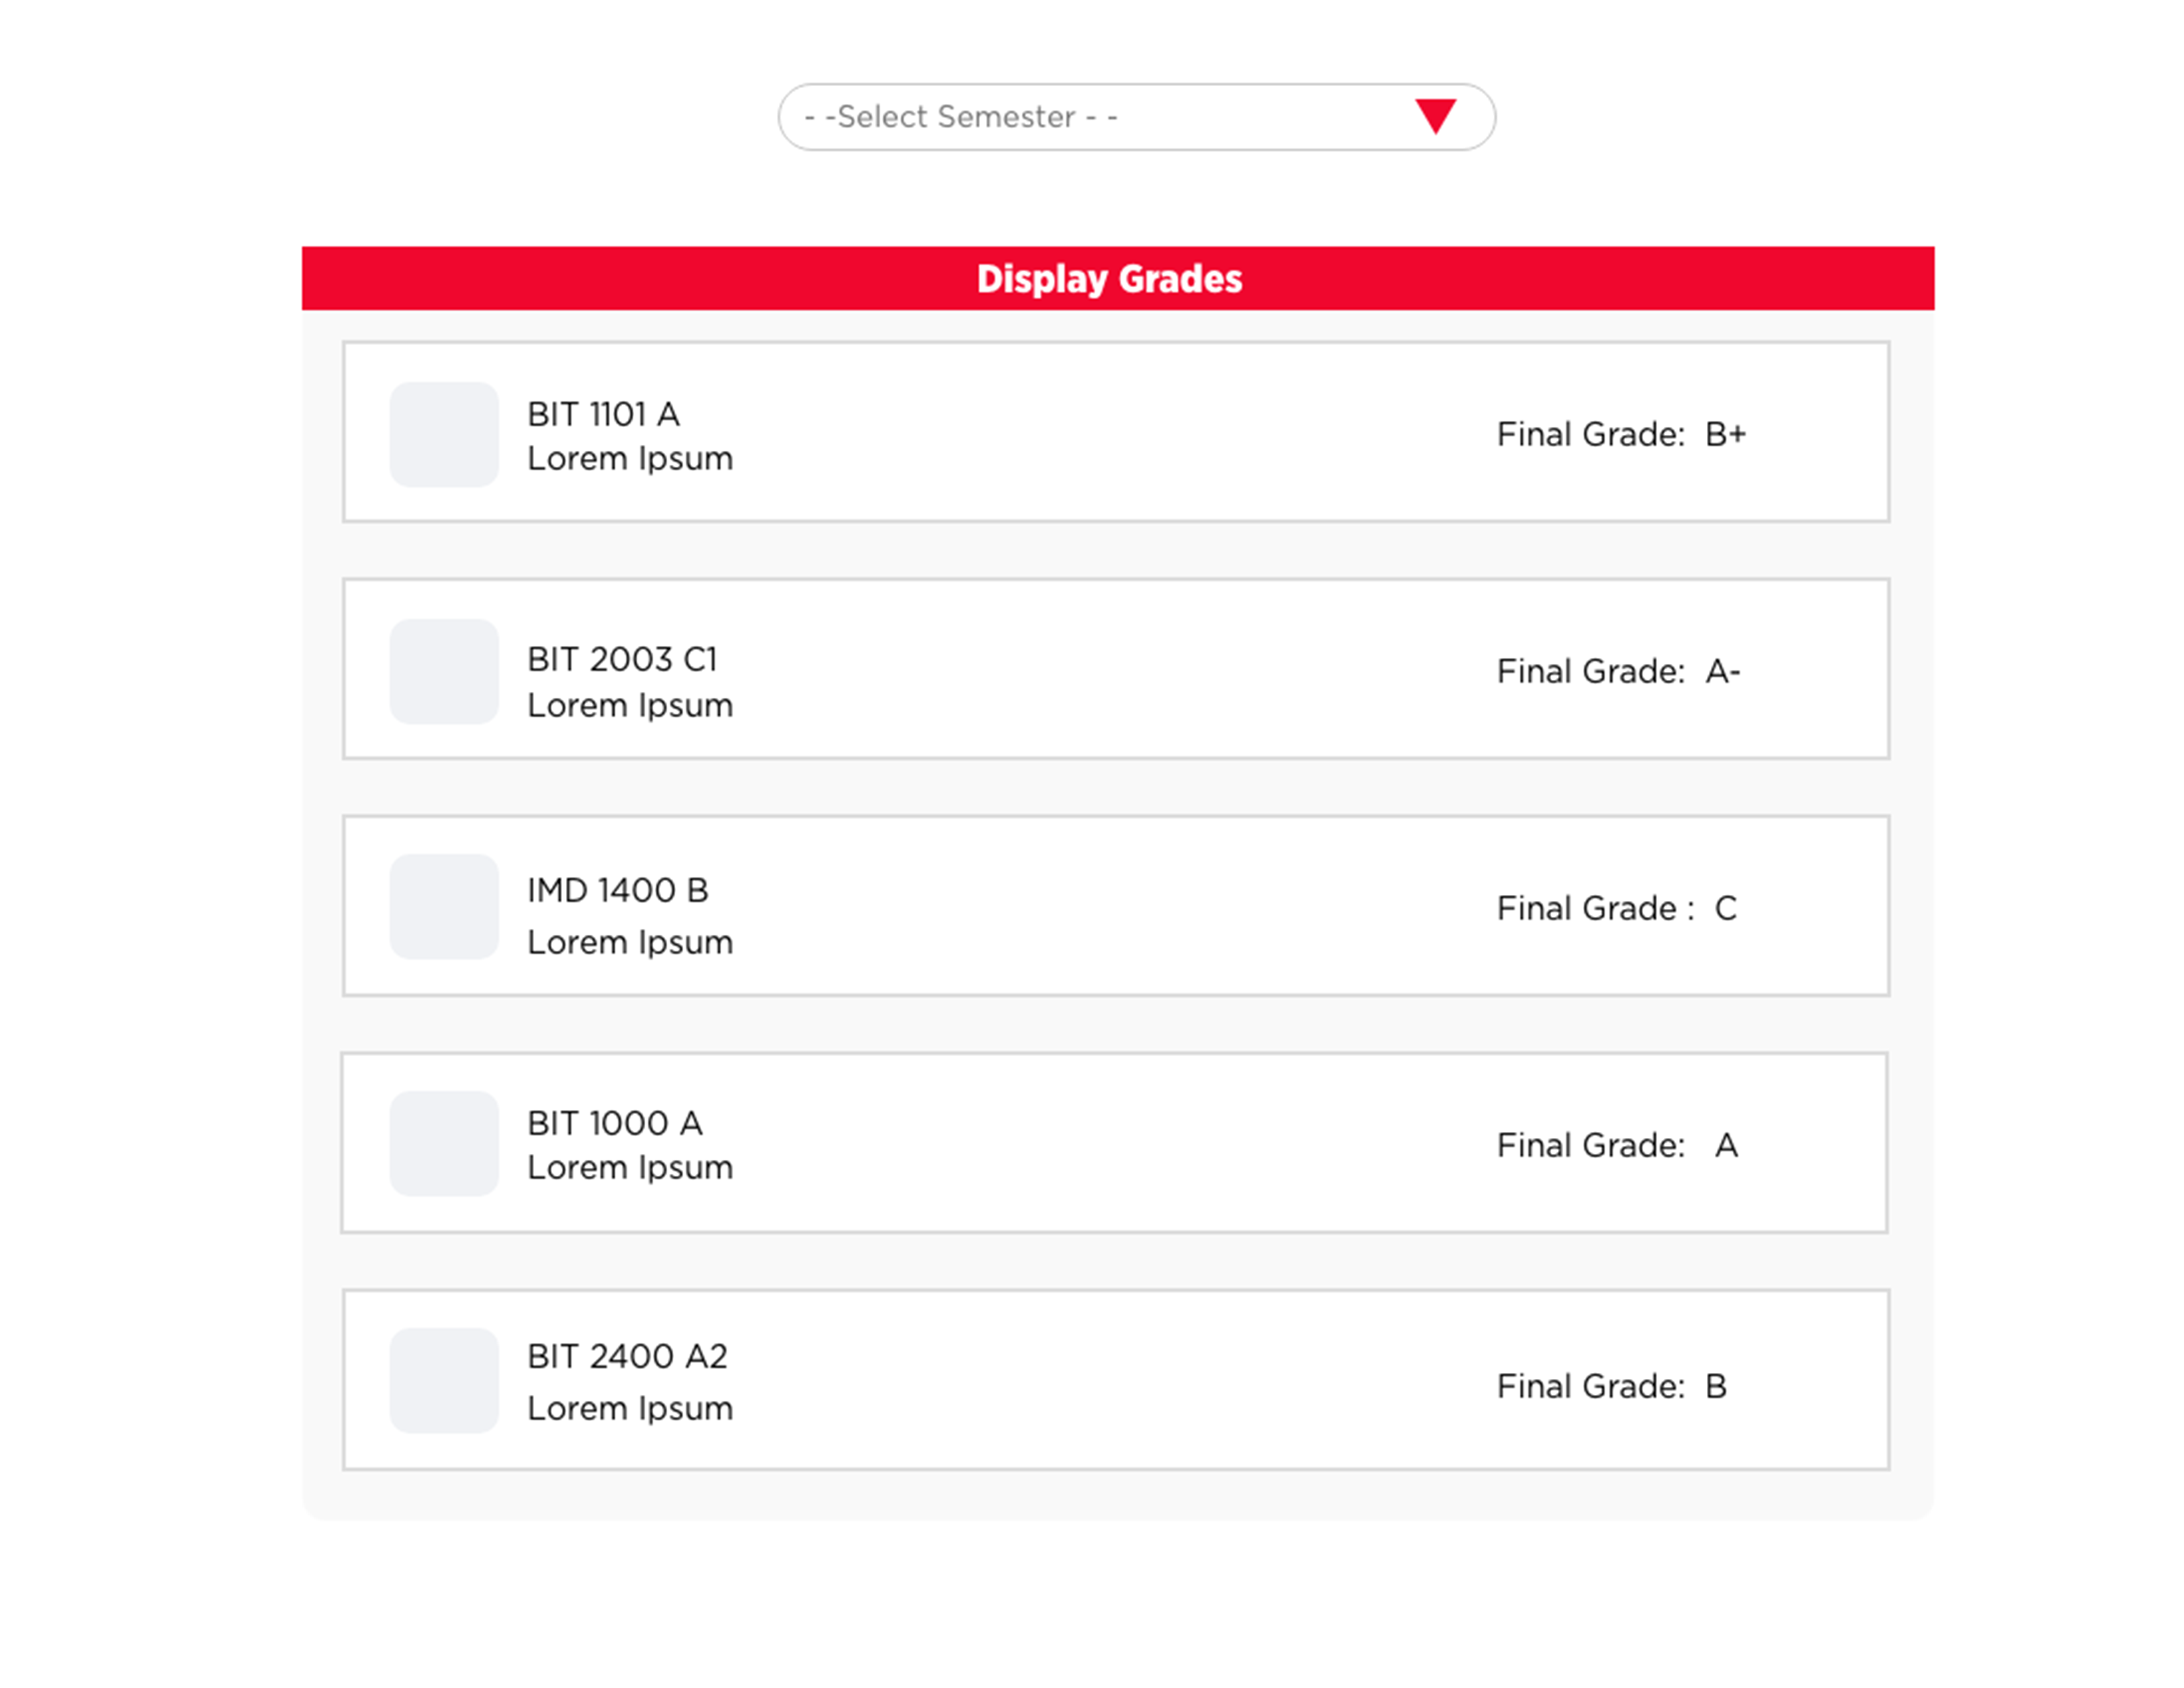 - -Select Semester - -
Display Grades
BIT 1101 A
Lorem Ipsum
Final Grade: B+
BIT 2003 C1
Lorem Ipsum
Final Grade: A-
IMD 1400 B
Lorem Ipsum
Final Grade : C
BIT 1000 A
Lorem Ipsum
Final Grade: A
BIT 2400 A2
Lorem Ipsum
Final Grade: B